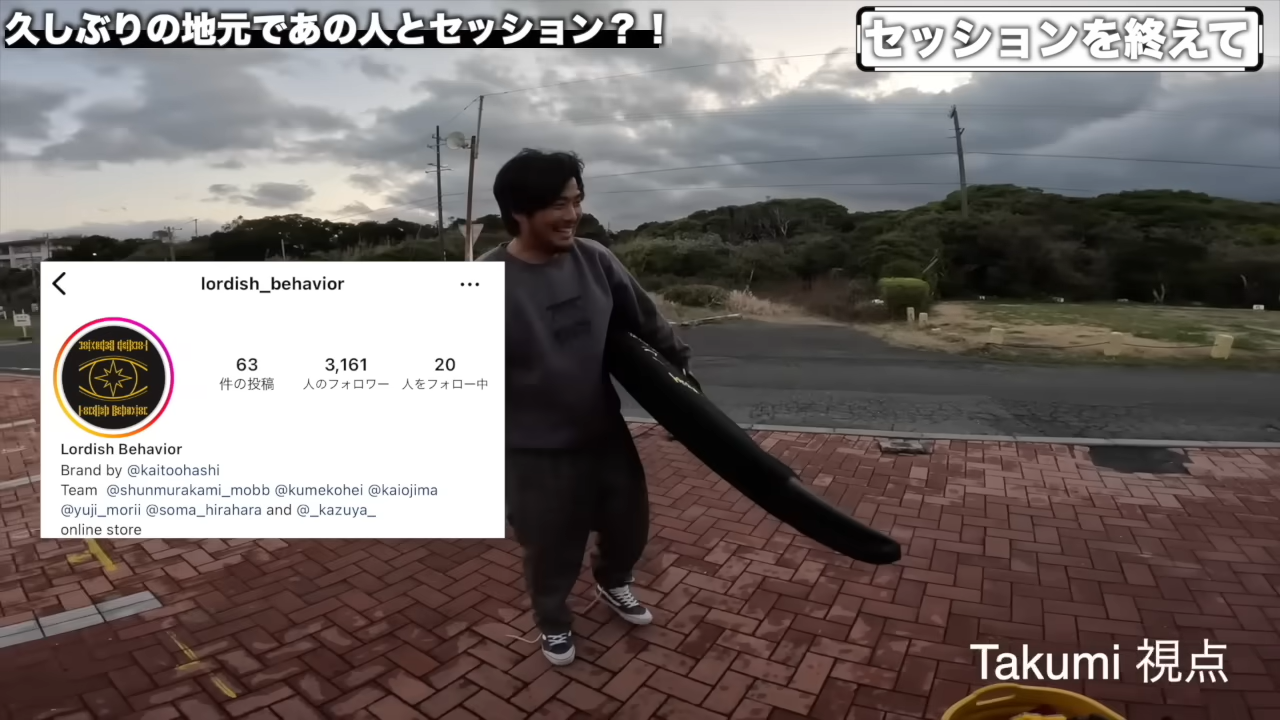 久しぶりの地元であの人とセッション？！
セッションを終えて
lordish_behavior
63
3,161
20
件の投稿
人のフォロワー
人をフォロー中
Lordish Behavior
Lordish Behavior
Brand by @kaitoohashi
Team @shunmurakami_mobb @kumekohei @kaiojima
@yuji_morii @soma_hirahara and @_kazuya_
online store
Takumi 視点